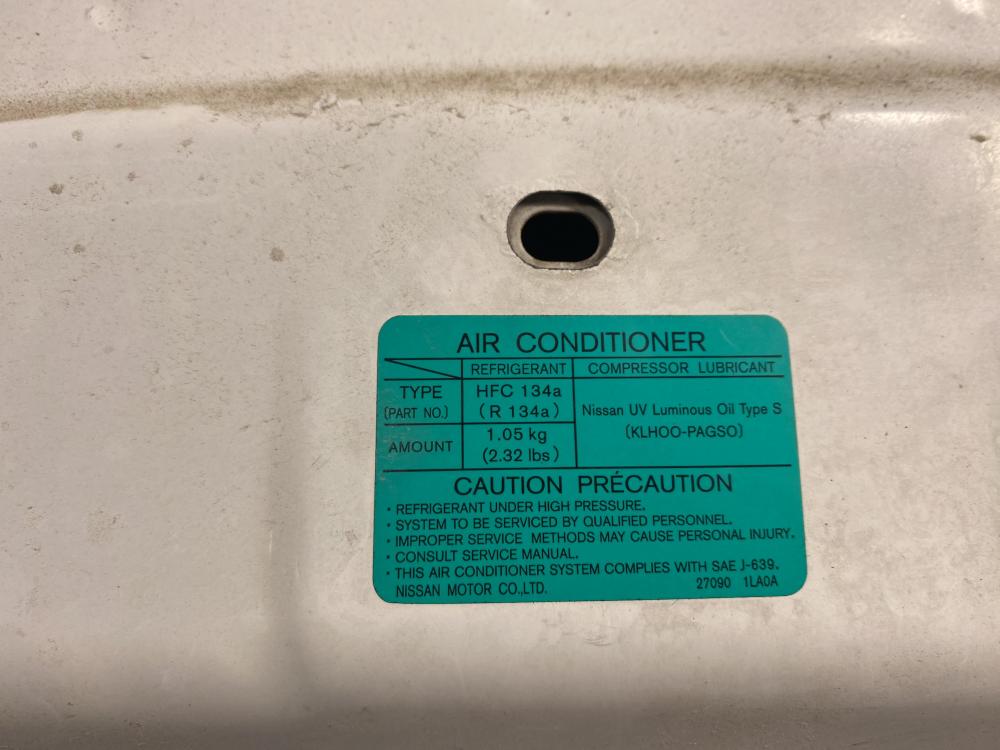 AIR CONDITIONER
REFRIGERANT COMPRESSOR LUBRICANT
TYPE
(PART NO.)
HFC 134a
(R 134a)
Nissan UV Luminous Oil Type S
(KLHOO-PAGSO)
AMOUNT
1.05 kg
(2.32 lbs)
CAUTION PRÉCAUTION
· REFRIGERANT UNDER HIGH PRESSURE.
· SYSTEM TO BE SERVICED BY QUALIFIED PERSONNEL.
· IMPROPER SERVICE METHODS MAY CAUSE PERSONAL INJURY.
· CONSULT SERVICE MANUAL.
· THIS AIR CONDITIONER SYSTEM COMPLIES WITH SAE J-639.
NISSAN MOTOR CO.,LTD. 27090 1LA0A